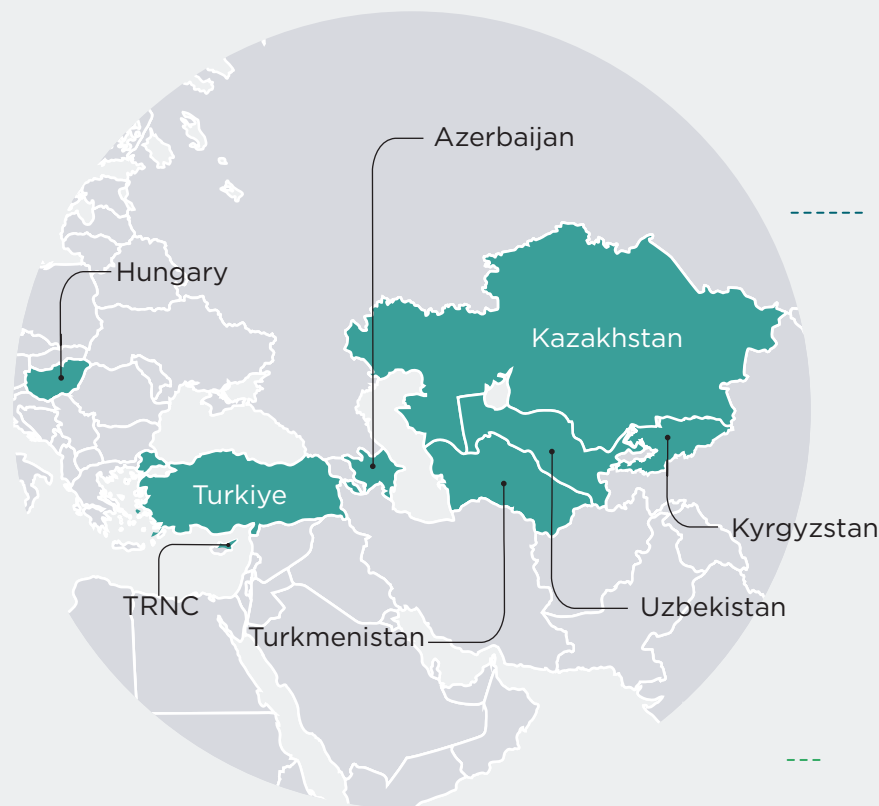 Azerbaijan
Hungary
Kazakhstan
Turkiye
Kyrgyzstan
TRNC
Uzbekistan
Turkmenistan